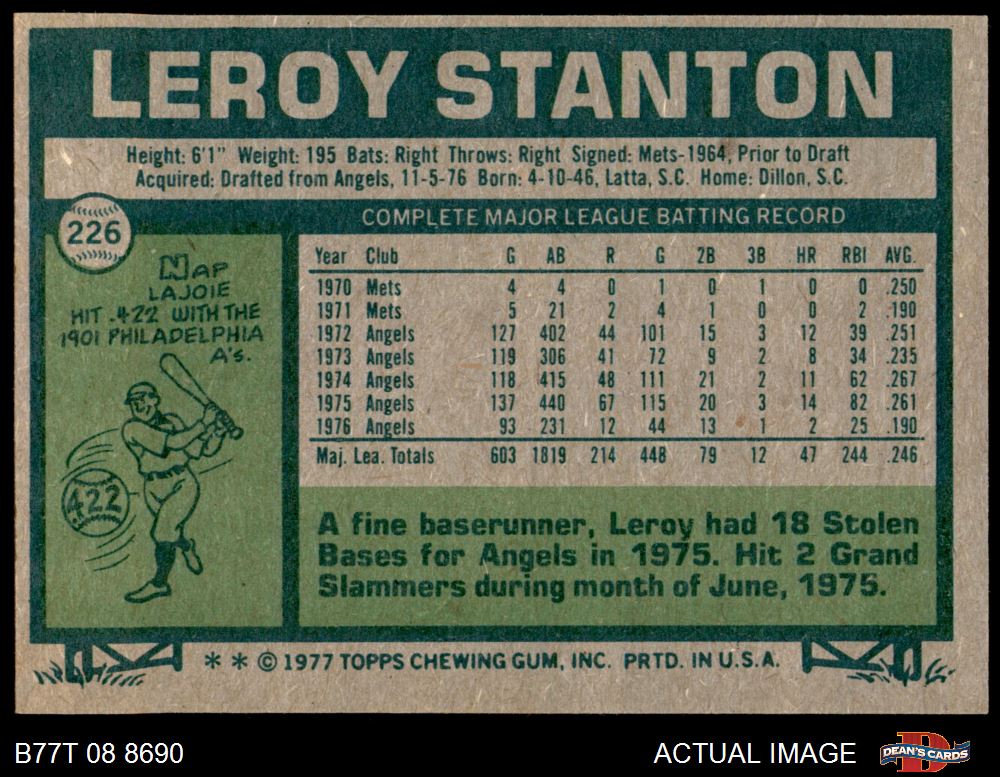 LEROY STANTON
Height: 6'1" Weight: 195 Bats: Right Throws: Right Signed: Mets-1964, Prior to Draft
Acquired: Drafted from Angels, 11-5-76 Born: 4-10-46, Latta, S.C. Home: Dillon, S.C.
226
COMPLETE MAJOR LEAGUE BATTING RECORD
NAP
LAJOIE
HIT .422 WITH THE
1901 PHILADELPHIA
A's.
.422
Year Club G AB R G 2B 3B HR RBI AVG.
1970 Mets 4 4 0 1 0 1 0 0 .250
1971 Mets 5 21 2 4 1 0 0 2 .190
1972 Angels 127 402 44 101 15 3 12 39 .251
1973 Angels 119 306 41 72 9 2 8 34 .235
1974 Angels 118 415 48 111 21 2 11 62 .267
1975 Angels 137 440 67 115 20 3 14 82 .261
1976 Angels 93 231 12 44 13 1 2 25 .190
Maj. Lea. Totals 603 1819 214 448 79 12 47 244 .246
A fine baserunner, Leroy had 18 Stolen
Bases for Angels in 1975. Hit 2 Grand
Slammers during month of June, 1975.
* * © 1977 TOPPS CHEWING GUM, INC. PRTD. IN U.S.A.
B77T 08 8690
ACTUAL IMAGE
D
DEAN'S CARDS